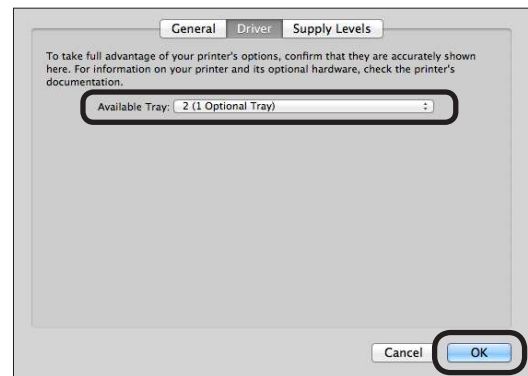 General Driver Supply Levels
To take full advantage of your printer's options, confirm that they are accurately shown
here. For information on your printer and its optional hardware, check the printer's
documentation.
Available Tray: 2 (1 Optional Tray)
Cancel OK